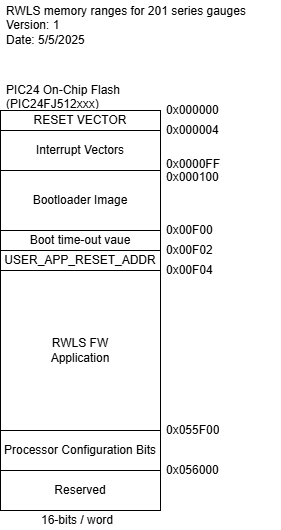 RWLS memory ranges for 201 series gauges
Version: 1
Date: 5/5/2025
PIC24 On-Chip Flash
(PIC24FJ512xxx)
0x000000
RESET VECTOR
0x000004
Interrupt Vectors
0x0000FF
0x000100
Bootloader Image
0x00F00
Boot time-out vaue
0x00F02
USER_APP_RESET_ADDR
0x00F04
RWLS FW
Application
0x055F00
Processor Configuration Bits
0x056000
Reserved
16-bits / word